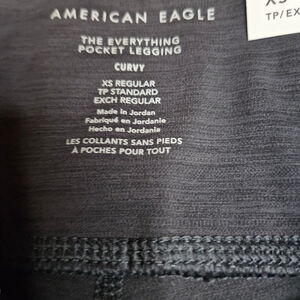 AMERICAN EAGLE
THE EVERYTHING
POCKET LEGGING
CURVY
XS REGULAR
TP STANDARD
EXCH REGULAR
Made in Jordan
Fabriqué en Jordanie
Hecho en Jordania
LES COLLANTS SANS PIEDS
À POCHES POUR TOUT
XS
TP/EX